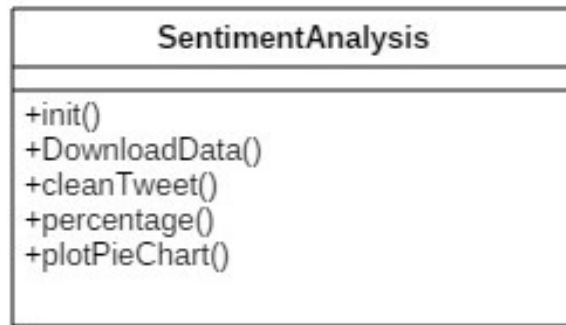 SentimentAnalysis
+init()
+DownloadData()
+cleanTweet()
+percentage()
+plotPieChart()